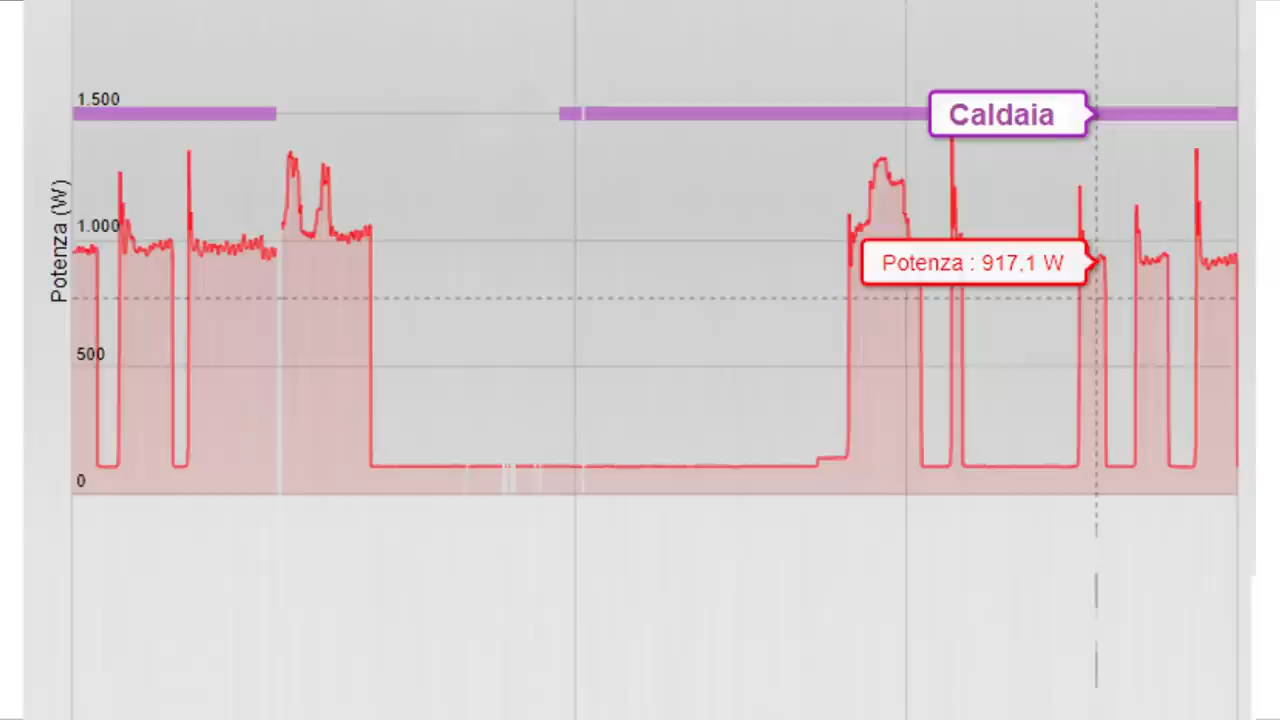 1.500
Caldaia
Potenza (W)
1.000
Potenza : 917,1 W
500
0